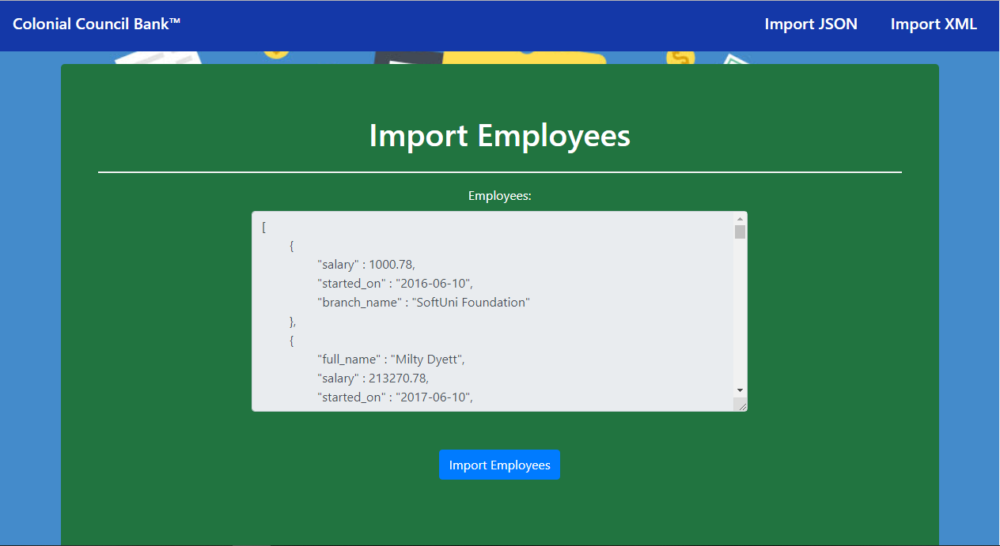 Colonial Council Bank™ Import JSON Import XML
Import Employees
Employees:
[
{
"salary" : 1000.78,
"started_on" : "2016-06-10",
"branch_name" : "SoftUni Foundation"
},
{
"full_name" : "Milty Dyett",
"salary" : 213270.78,
"started_on" : "2017-06-10",
Import Employees